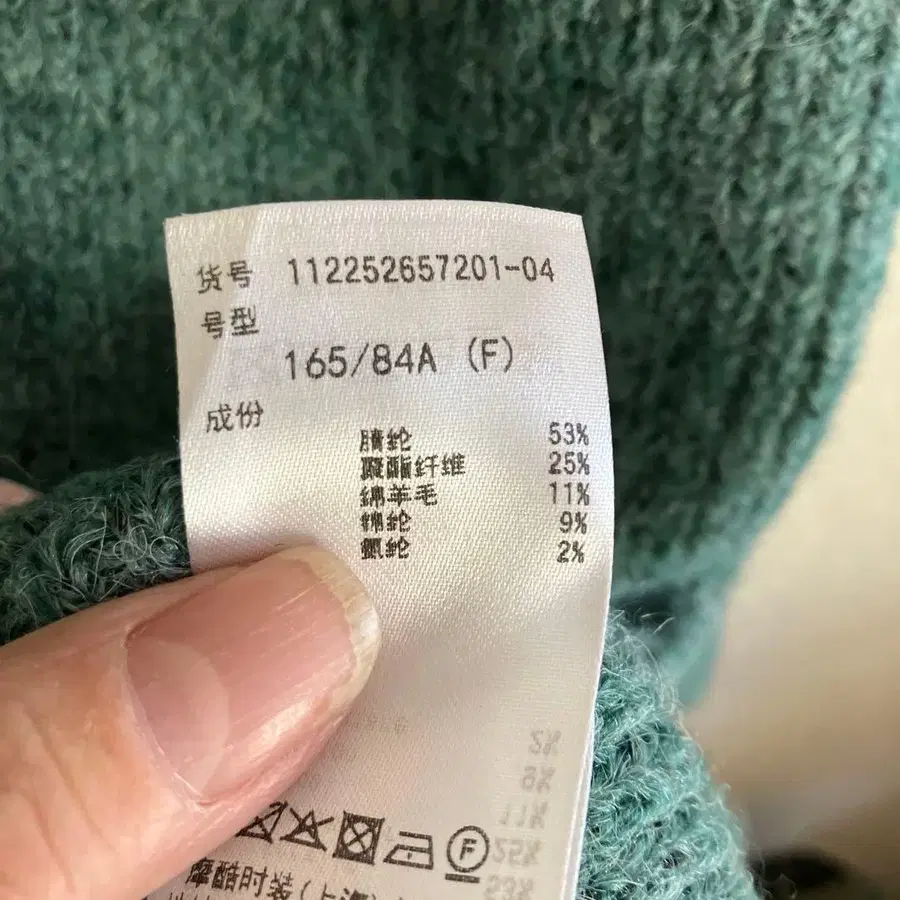 货号 112252657201-04
号型
165/84A (F)
成份
腈纶 53%
聚酯纤维 25%
绵羊毛 11%
锦纶 9%
氨纶 2%
F
摩酷时装(上海)